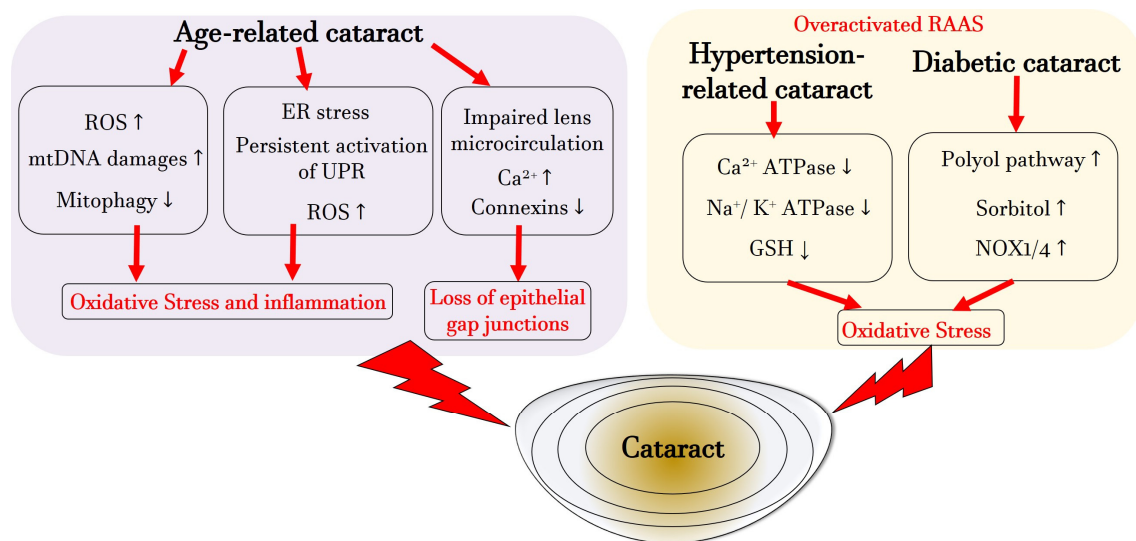 Age-related cataract
ROS ↑
mtDNA damages ↑
Mitophagy ↓
ER stress
Persistent activation
of UPR
ROS ↑
Impaired lens
microcirculation
Ca²⁺ ↑
Connexins ↓
Oxidative Stress and inflammation
Loss of epithelial
gap junctions
Overactivated RAAS
Hypertension-
related cataract
Diabetic cataract
Ca²⁺ ATPase ↓
Na⁺/ K⁺ ATPase ↓
GSH ↓
Polyol pathway ↑
Sorbitol ↑
NOX1/4 ↑
Oxidative Stress
Cataract